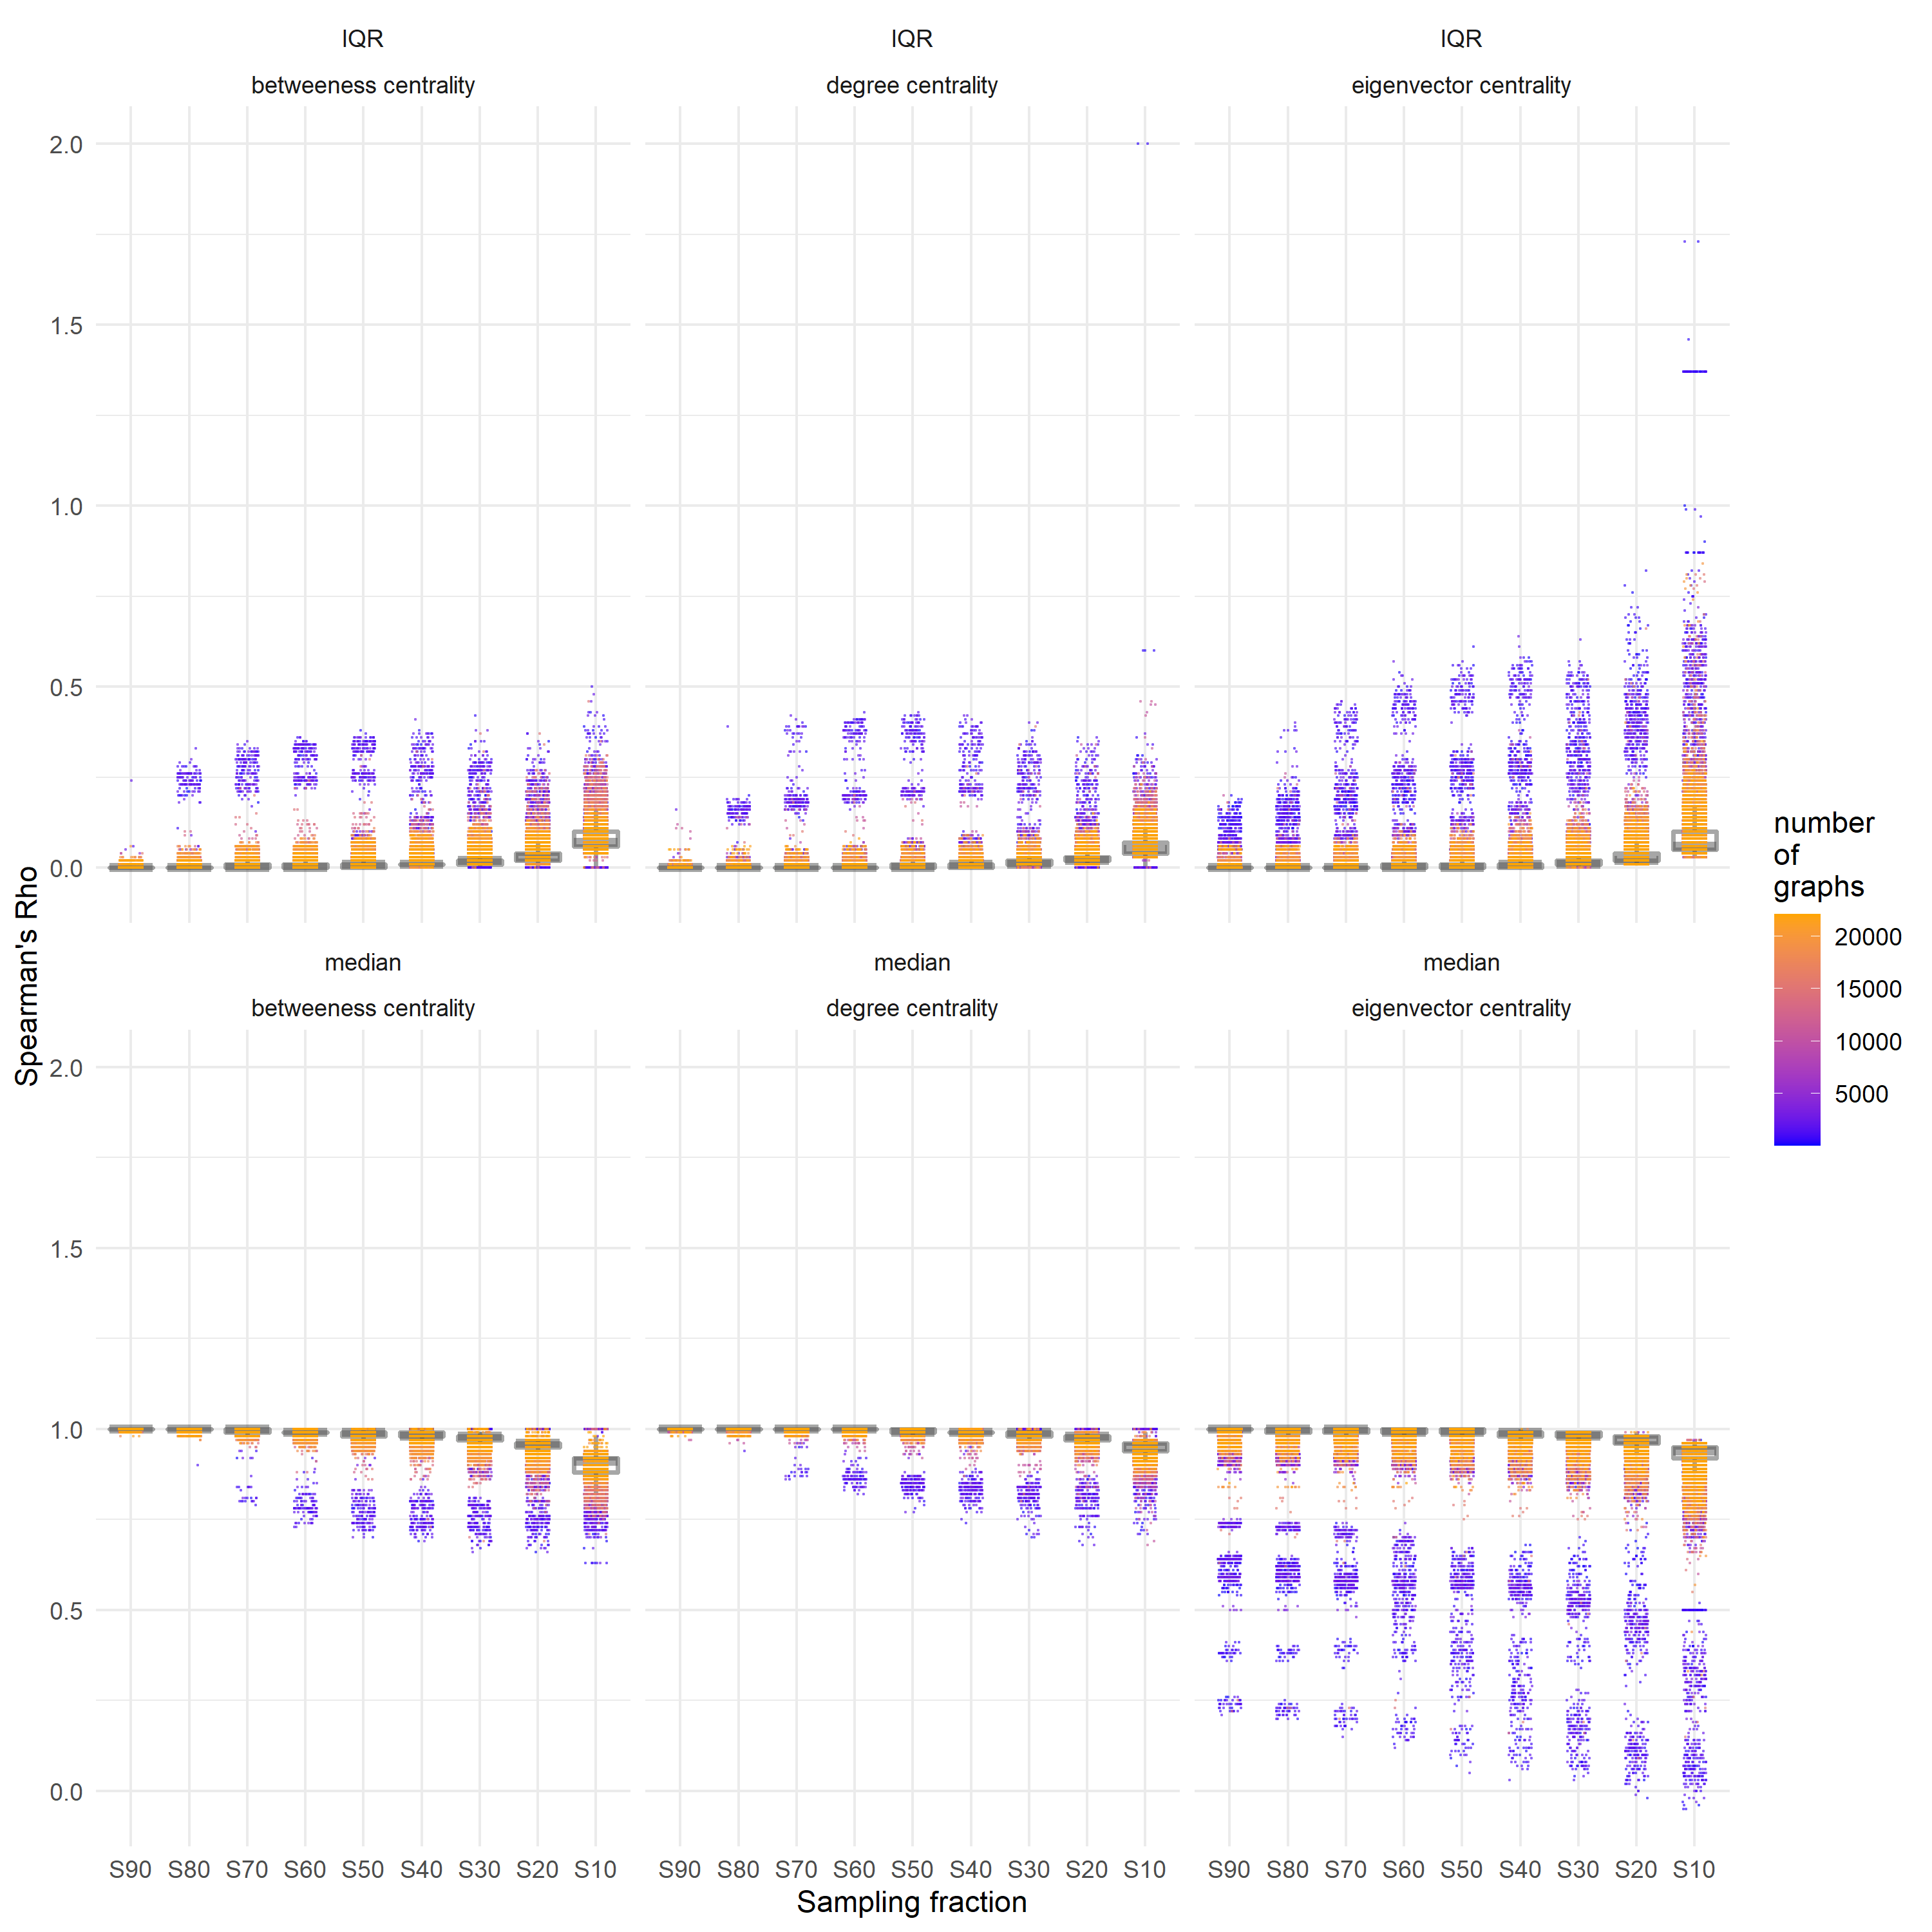 IQR IQR IQR
betweeness centrality degree centrality eigenvector centrality
2.0
1.5
1.0
0.5
0.0
median median median
betweeness centrality degree centrality eigenvector centrality
2.0
1.5
1.0
0.5
0.0
S90 S80 S70 S60 S50 S40 S30 S20 S10 S90 S80 S70 S60 S50 S40 S30 S20 S10 S90 S80 S70 S60 S50 S40 S30 S20 S10
Sampling fraction
Spearman's Rho
number
of
graphs
20000
15000
10000
5000